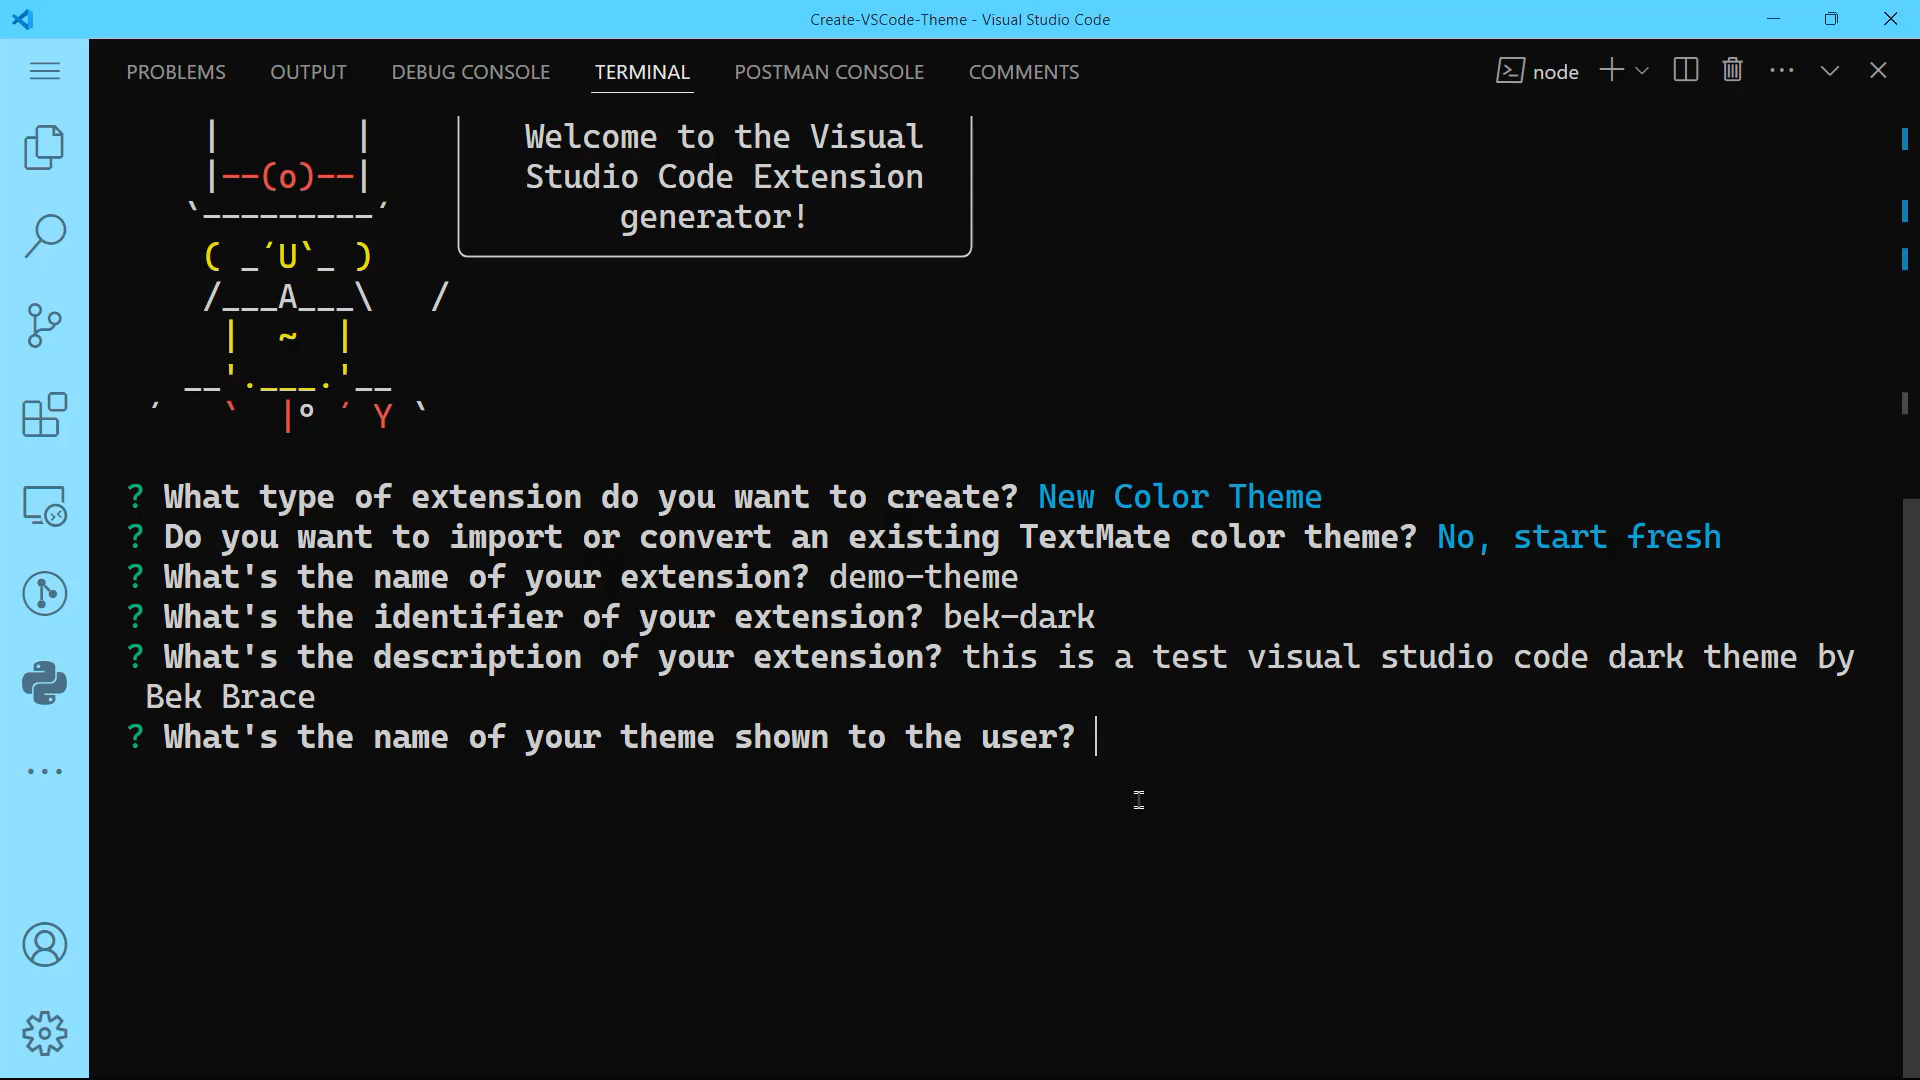 Create-VSCode-Theme - Visual Studio Code
PROBLEMS OUTPUT DEBUG CONSOLE TERMINAL POSTMAN CONSOLE COMMENTS node
| |
|--(o)--|
`---------´
( _´U`_ )
/___A___\ /
| ~ |
__'.___.'__
´ ` |° ´ Y `
Welcome to the Visual
Studio Code Extension
generator!
? What type of extension do you want to create? New Color Theme
? Do you want to import or convert an existing TextMate color theme? No, start fresh
? What's the name of your extension? demo-theme
? What's the identifier of your extension? bek-dark
? What's the description of your extension? this is a test visual studio code dark theme by
Bek Brace
? What's the name of your theme shown to the user?